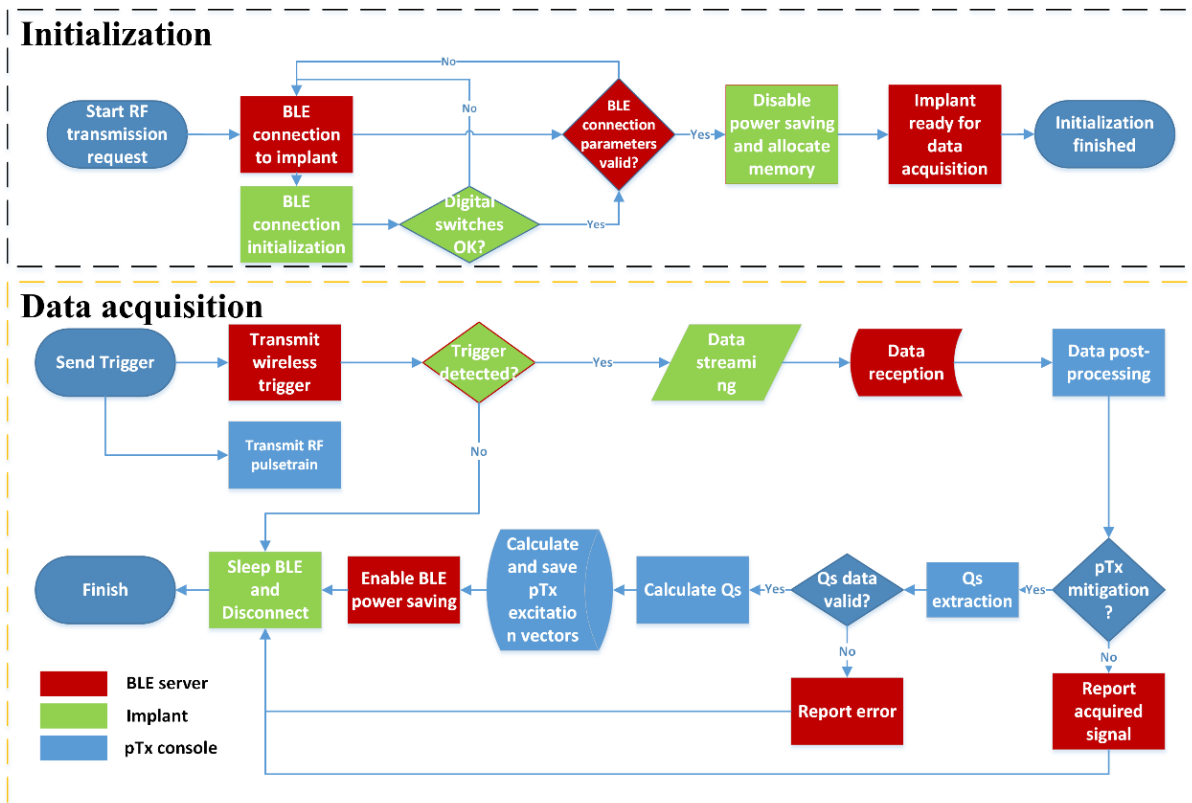 Initialization
Start RF
transmission
request
BLE
connection
to implant
BLE
connection
initialization
No
No
Digital
switches
OK?
Yes
BLE
connection
parameters
valid?
Yes
Disable
power saving
and allocate
memory
Implant
ready for
data
acquisition
Initialization
finished
Data acquisition
Send Trigger
Transmit
wireless
trigger
Transmit RF
pulsetrain
Trigger
detected?
Yes
No
Data
streami
ng
Data
reception
Data post-
processing
pTx
mitigation
?
Yes
No
Qs
extraction
Qs data
valid?
Yes
No
Calculate Qs
Calculate
and save
pTx
excitatio
n vectors
Enable BLE
power saving
Sleep BLE
and
Disconnect
Finish
Report error
Report
acquired
signal
BLE server
Implant
pTx console